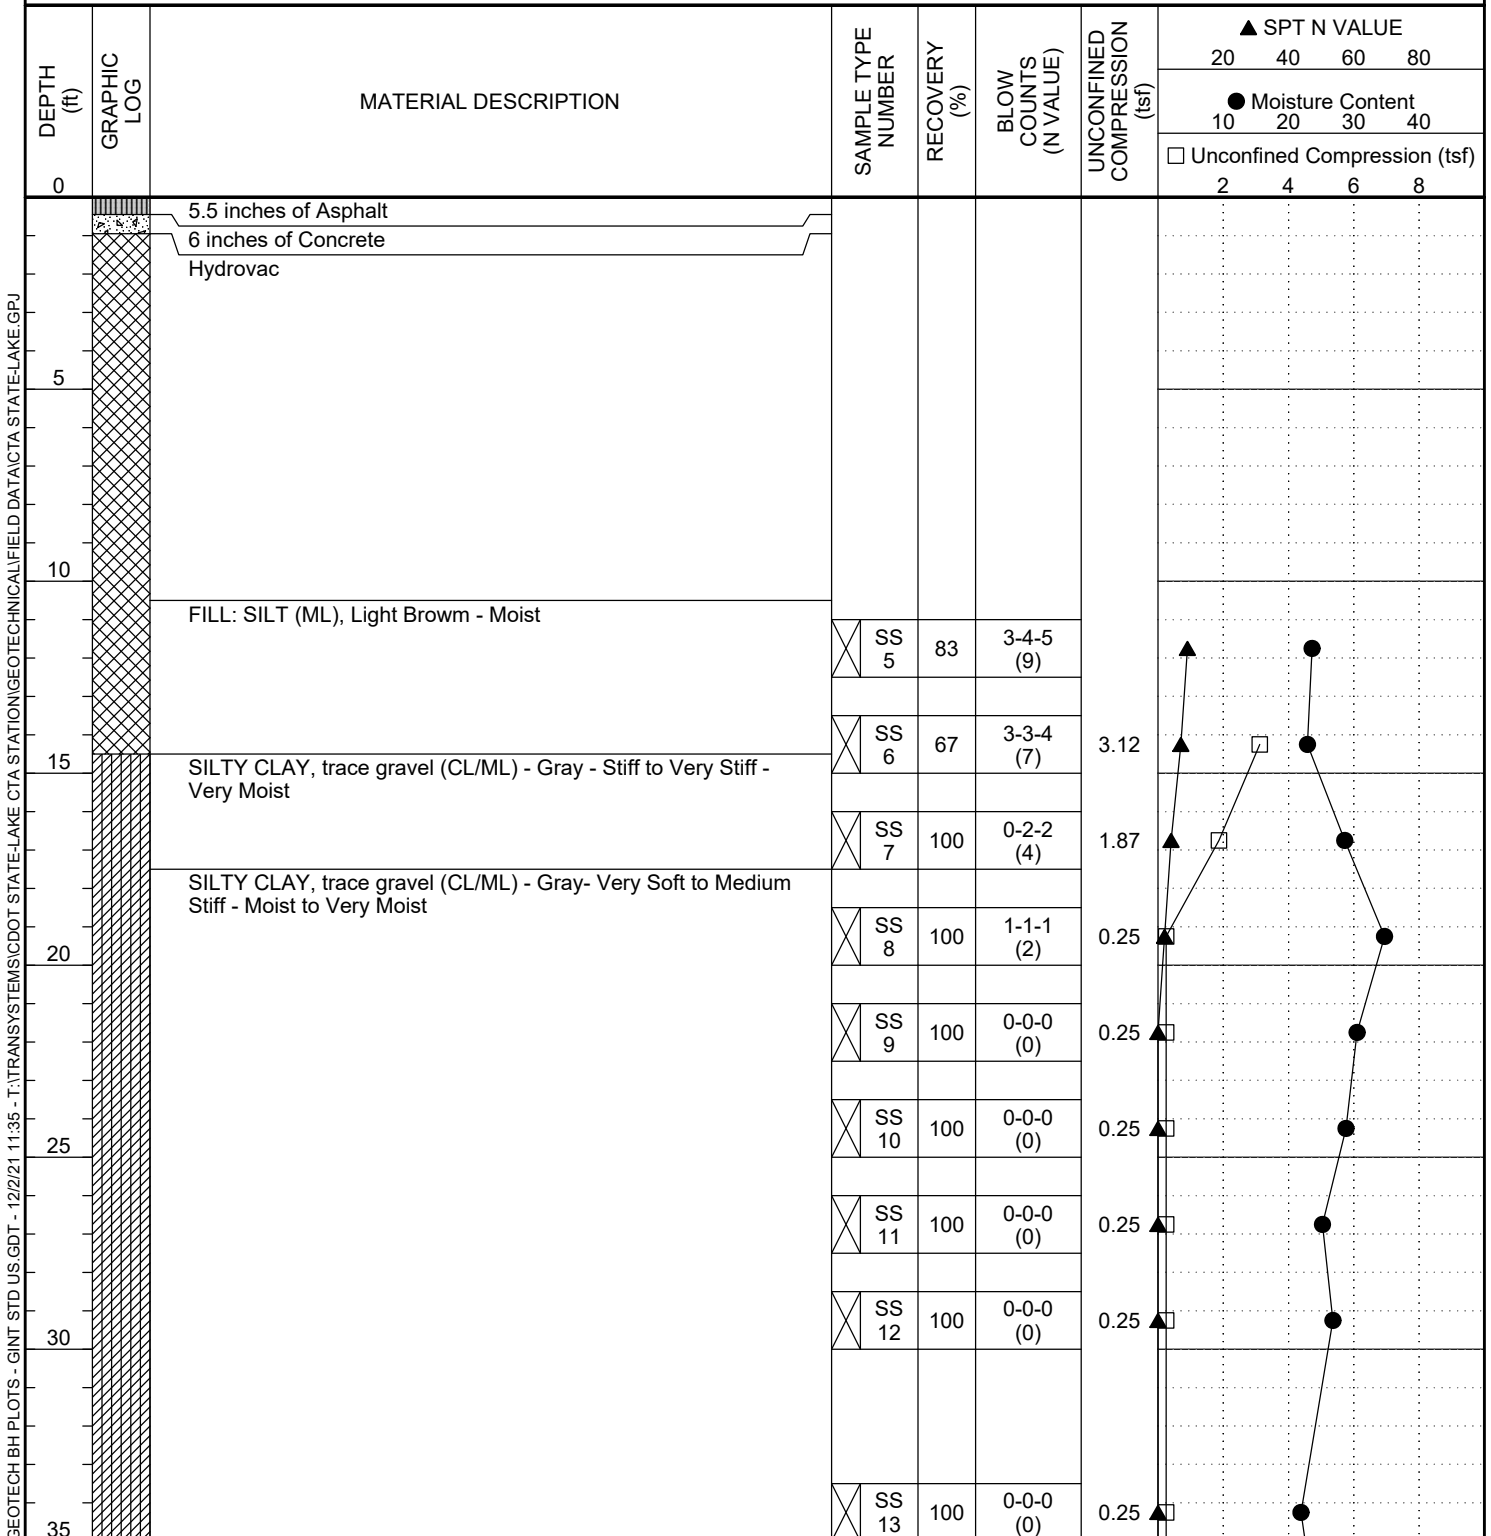 DEPTH
(ft)
GRAPHIC
LOG
MATERIAL DESCRIPTION
SAMPLE TYPE
NUMBER
RECOVERY
(%)
BLOW
COUNTS
(N VALUE)
UNCONFINED
COMPRESSION
(tsf)
▲ SPT N VALUE
20 40 60 80
● Moisture Content
10 20 30 40
□ Unconfined Compression (tsf)
2 4 6 8
0
5.5 inches of Asphalt
6 inches of Concrete
Hydrovac
5
10
FILL: SILT (ML), Light Browm - Moist
SS
5
83
3-4-5
(9)
SS
6
67
3-3-4
(7)
3.12
15
SILTY CLAY, trace gravel (CL/ML) - Gray - Stiff to Very Stiff -
Very Moist
SS
7
100
0-2-2
(4)
1.87
SILTY CLAY, trace gravel (CL/ML) - Gray- Very Soft to Medium
Stiff - Moist to Very Moist
SS
8
100
1-1-1
(2)
0.25
20
SS
9
100
0-0-0
(0)
0.25
SS
10
100
0-0-0
(0)
0.25
25
SS
11
100
0-0-0
(0)
0.25
SS
12
100
0-0-0
(0)
0.25
30
SS
13
100
0-0-0
(0)
0.25
35
GEOTECH BH PLOTS - GINT STD US.GDT - 12/2/21 11:35 - T:\TRANSYSTEMS\CDOT STATE-LAKE CTA STATION\GEOTECHNICAL\FIELD DATA\CTA STATE-LAKE.GPJ